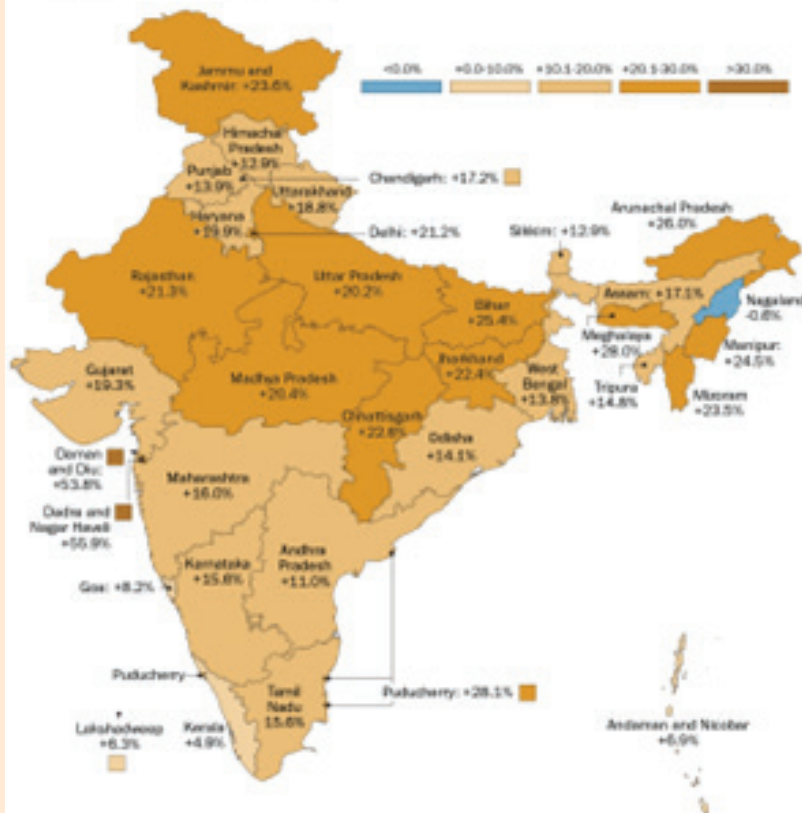 <0.0%
+0.0-10.0%
+10.1-20.0%
+20.1-30.0%
>30.0%
Jammu and
Kashmir: +23.6%
Himachal
Pradesh
+12.9%
Punjab
+13.9%
Chandigarh: +17.2%
Uttarakhand
+18.8%
Haryana
+19.9%
Delhi: +21.2%
Sikkim: +12.9%
Arunachal Pradesh
+26.0%
Rajasthan
+21.3%
Uttar Pradesh
+20.2%
Bihar
+25.4%
Assam: +17.1%
Nagaland
-0.6%
Meghalaya
+28.0%
Manipur:
+24.5%
Gujarat
+19.3%
Madhya Pradesh
+20.4%
Jharkhand
+22.4%
West
Bengal
+13.8%
Tripura
+14.8%
Mizoram
+23.5%
Chhattisgarh
+22.6%
Odisha
+14.1%
Daman
and Diu:
+53.8%
Maharashtra
+16.0%
Dadra and
Nagar Haveli
+55.9%
Karnataka
+15.6%
Andhra
Pradesh
+11.0%
Goa: +8.2%
Puducherry
Puducherry: +28.1%
Tamil
Nadu
15.6%
Lakshadweep
+6.3%
Kerala
+4.9%
Andaman and Nicobar
+6.9%